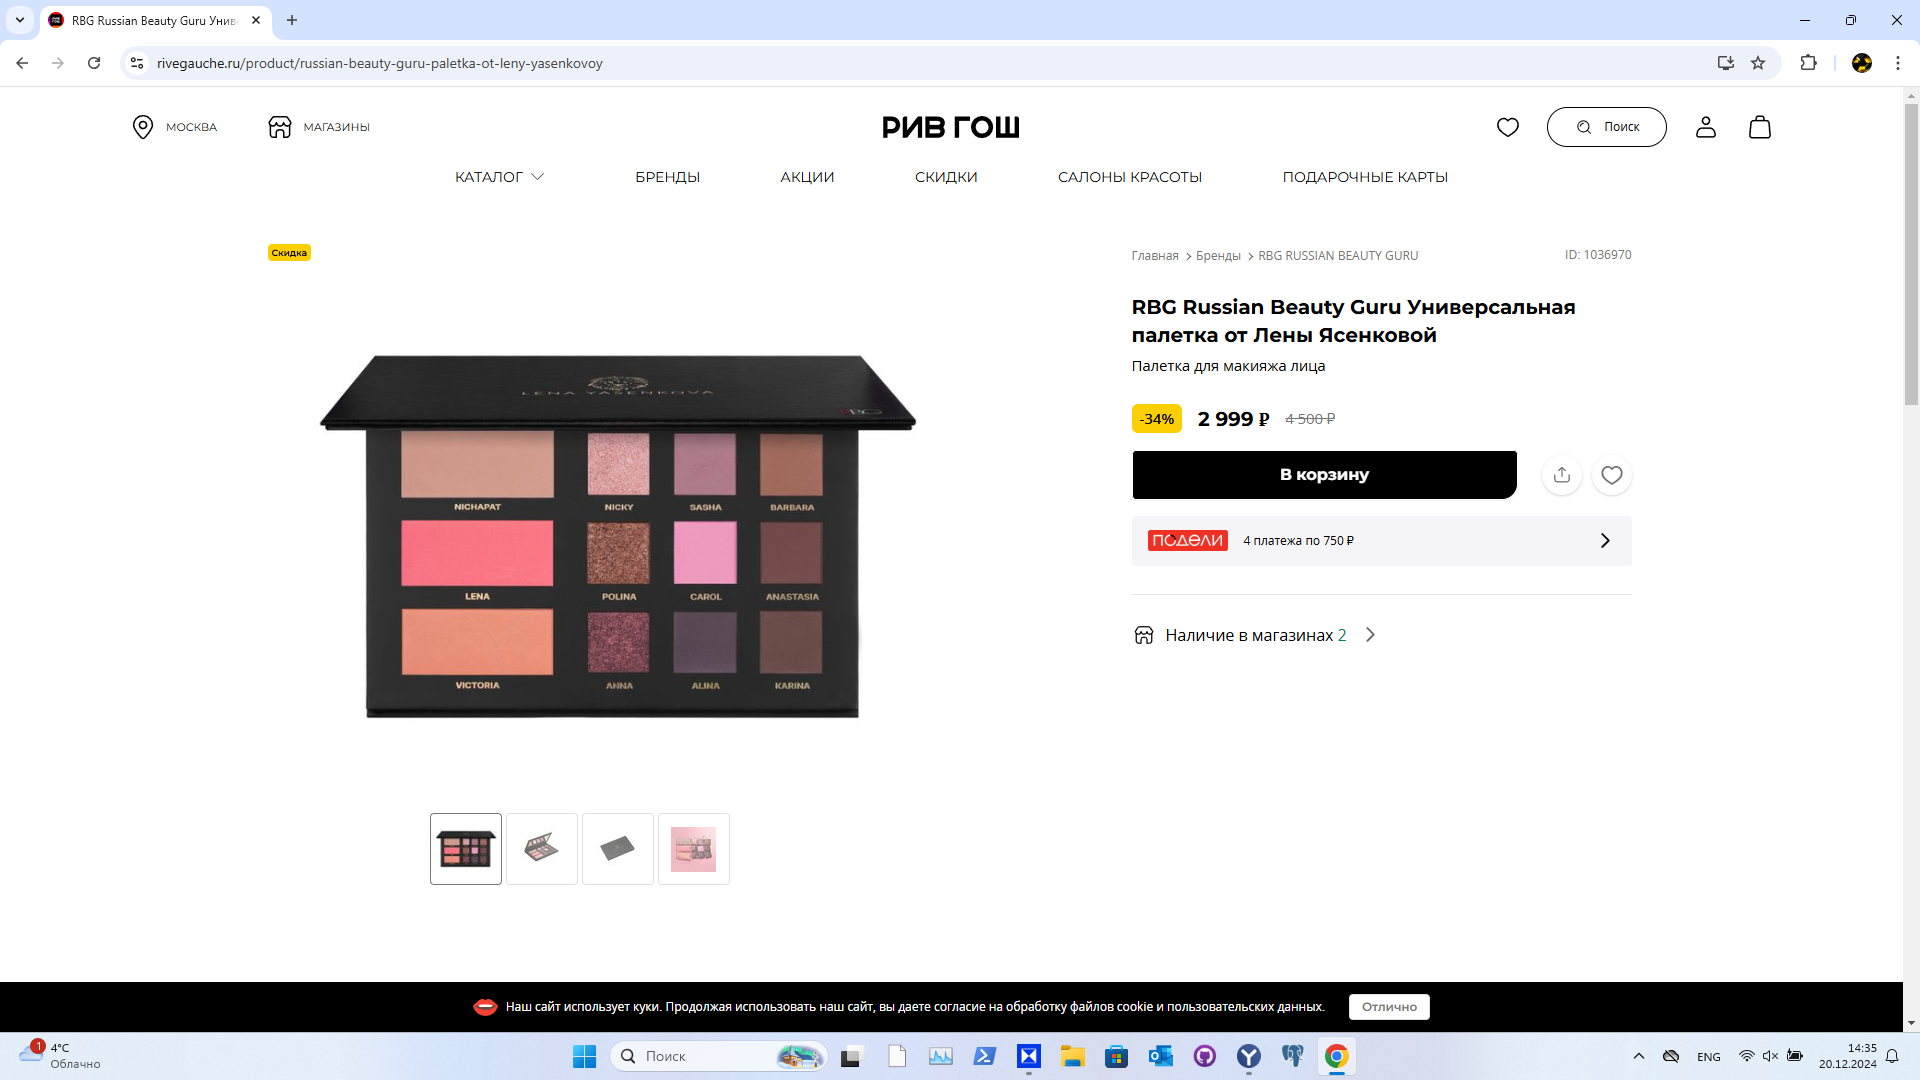 RBG Russian Beauty Guru Униве
rivegauche.ru/product/russian-beauty-guru-paletka-ot-leny-yasenkovoy
МОСКВА
МАГАЗИНЫ
РИВ ГОШ
Поиск
КАТАЛОГ
БРЕНДЫ
АКЦИИ
СКИДКИ
САЛОНЫ КРАСОТЫ
ПОДАРОЧНЫЕ КАРТЫ
Скидка
Главная
Бренды
RBG RUSSIAN BEAUTY GURU
ID: 1036970
RBG Russian Beauty Guru Универсальная
палетка от Лены Ясенковой
Палетка для макияжа лица
-34% 2 999 ₽ 4 500 ₽
В корзину
ПОДЕЛИ 4 платежа по 750 ₽
Наличие в магазинах 2
LENA YASENKOVA
RBG
NICHAPAT NICKY SASHA BARBARA
LENA POLINA CAROL ANASTASIA
VICTORIA ANNA ALINA KARINA
Наш сайт использует куки. Продолжая использовать наш сайт, вы даете согласие на обработку файлов cookie и пользовательских данных.
Отлично
1
4°C
Облачно
Поиск
ENG
14:35
20.12.2024